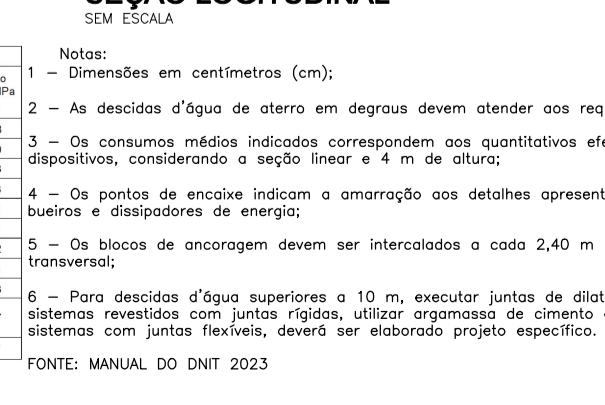 SEÇÃO LOGITUDINAL
SEM ESCALA
Notas:
1 – Dimensões em centímetros (cm);
2 – As descidas d'água de aterro em degraus devem atender aos req
3 – Os consumos médios indicados correspondem aos quantitativos efe
dispositivos, considerando a seção linear e 4 m de altura;
4 – Os pontos de encaixe indicam a amarração aos detalhes apresent
bueiros e dissipadores de energia;
5 – Os blocos de ancoragem devem ser intercalados a cada 2,40 m
transversal;
6 – Para descidas d'água superiores a 10 m, executar juntas de dilat
sistemas revestidos com juntas rígidas, utilizar argamassa de cimento
sistemas com juntas flexíveis, deverá ser elaborado projeto específico.
FONTE: MANUAL DO DNIT 2023